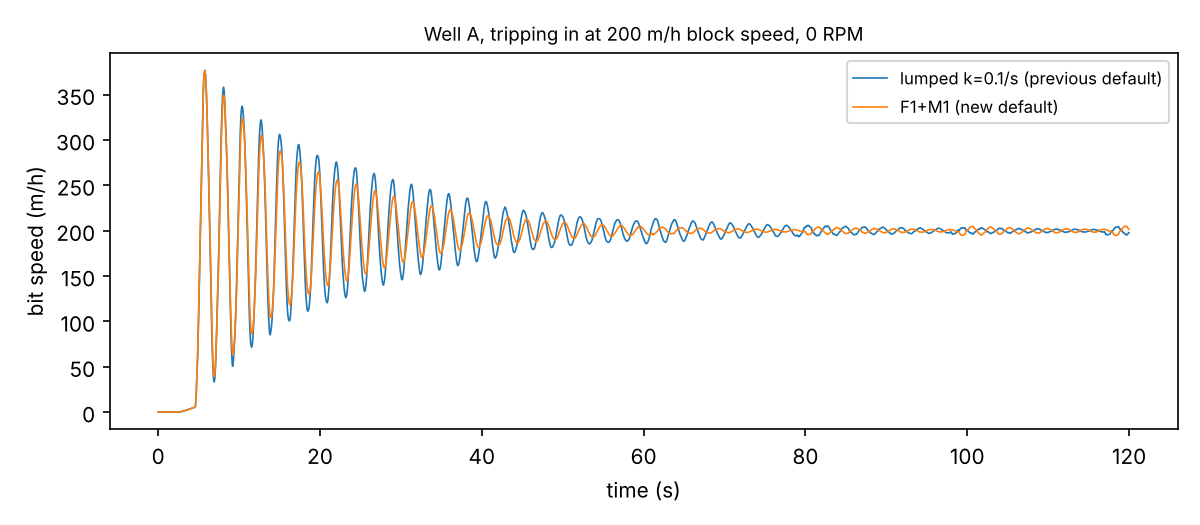 Well A, tripping in at 200 m/h block speed, 0 RPM
lumped k=0.1/s (previous default)
F1+M1 (new default)
bit speed (m/h)
350
300
250
200
150
100
50
0
0 20 40 60 80 100 120
time (s)